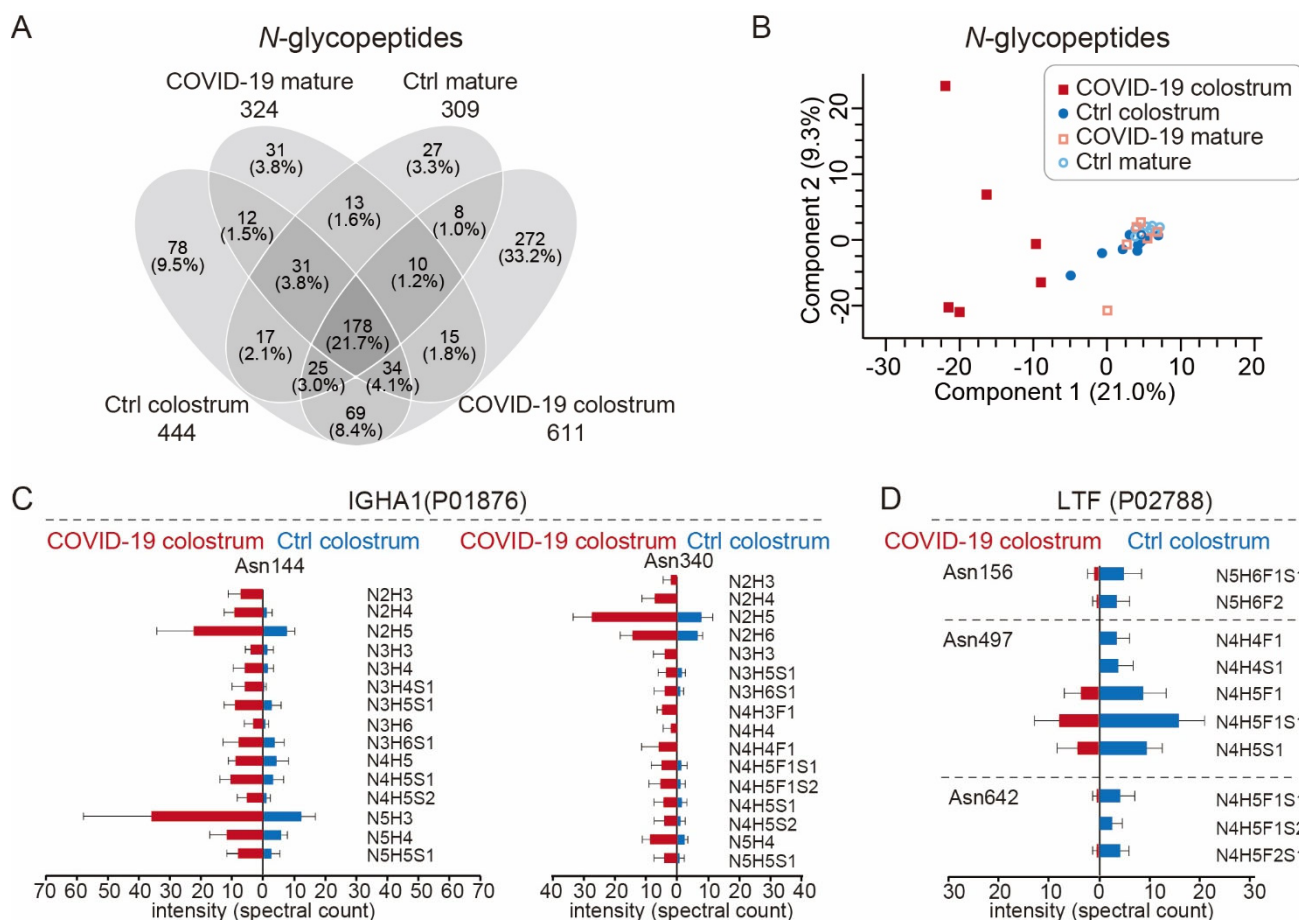 A
N-glycopeptides
COVID-19 mature
324
Ctrl mature
309
31
(3.8%)
27
(3.3%)
13
(1.6%)
12
(1.5%)
8
(1.0%)
78
(9.5%)
272
(33.2%)
31
(3.8%)
10
(1.2%)
178
(21.7%)
17
(2.1%)
15
(1.8%)
25
(3.0%)
34
(4.1%)
69
(8.4%)
Ctrl colostrum
444
COVID-19 colostrum
611
B
N-glycopeptides
COVID-19 colostrum
Ctrl colostrum
COVID-19 mature
Ctrl mature
Component 2 (9.3%)
20
10
0
-20
-30
-20
-10
0
10
20
Component 1 (21.0%)
C
IGHA1(P01876)
COVID-19 colostrum Ctrl colostrum
Asn144
N2H3
N2H4
N2H5
N3H3
N3H4
N3H4S1
N3H5S1
N3H6
N3H6S1
N4H5
N4H5S1
N4H5S2
N5H3
N5H4
N5H5S1
70 60 50 40 30 20 10 0 10 20 30 40 50 60 70
intensity (spectral count)
COVID-19 colostrum Ctrl colostrum
Asn340
N2H3
N2H4
N2H5
N2H6
N3H3
N3H5S1
N3H6S1
N4H3F1
N4H4
N4H4F1
N4H5F1S1
N4H5F1S2
N4H5S1
N4H5S2
N5H4
N5H5S1
40 30 20 10 0 10 20 30 40
intensity (spectral count)
D
LTF (P02788)
COVID-19 colostrum Ctrl colostrum
Asn156
N5H6F1S1
N5H6F2
Asn497
N4H4F1
N4H4S1
N4H5F1
N4H5F1S1
N4H5S1
Asn642
N4H5F1S1
N4H5F1S2
N4H5F2S1
30 20 10 0 10 20 30
intensity (spectral count)